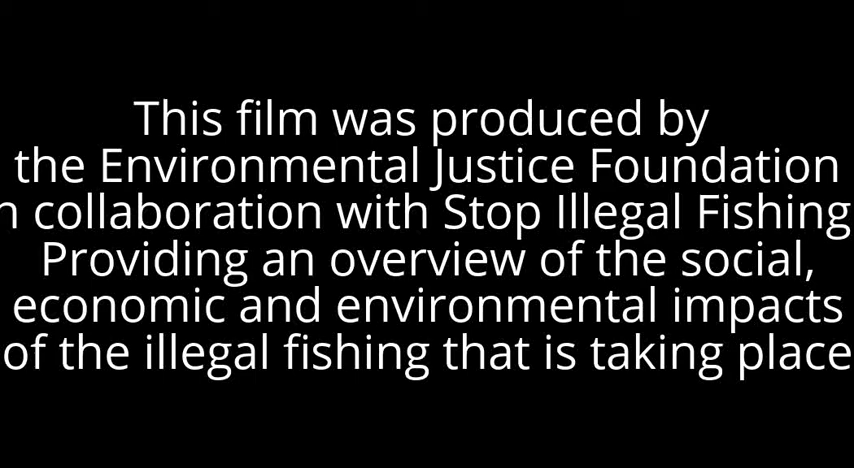 This film was produced by
the Environmental Justice Foundation
n collaboration with Stop Illegal Fishing
Providing an overview of the social,
economic and environmental impacts
of the illegal fishing that is taking place